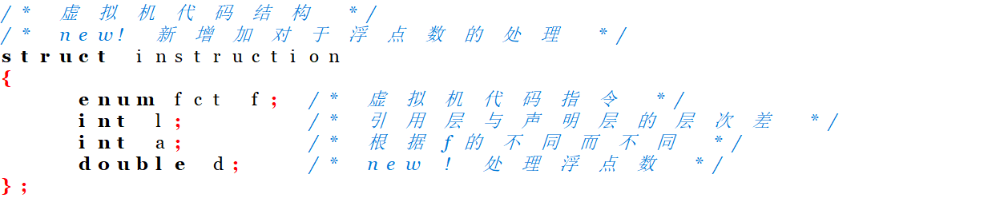 /* 虚拟机代码结构 */
/* new! 新增加对于浮点数的处理 */
struct instruction
{
enum fct f; /* 虚拟机代码指令 */
int l; /* 引用层与声明层的层次差 */
int a; /* 根据f的不同而不同 */
double d; /* new ! 处理浮点数 */
};